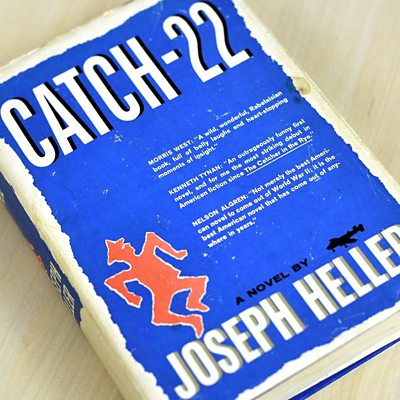 CATCH-22
MORRIS WEST: "A wild, wonderful, Rabelaisian
book, full of belly laughs and heart-stopping
moments of insight."
KENNETH TYNAN: "An outrageously funny first
novel, and for me the most striking debut in
American fiction since The Catcher in the Rye."
NELSON ALGREN: "Not merely the best Ameri-
can novel to come out of World War II; it is the
best American novel that has come out of any-
where in years."
A NOVEL BY
JOSEPH HELLER